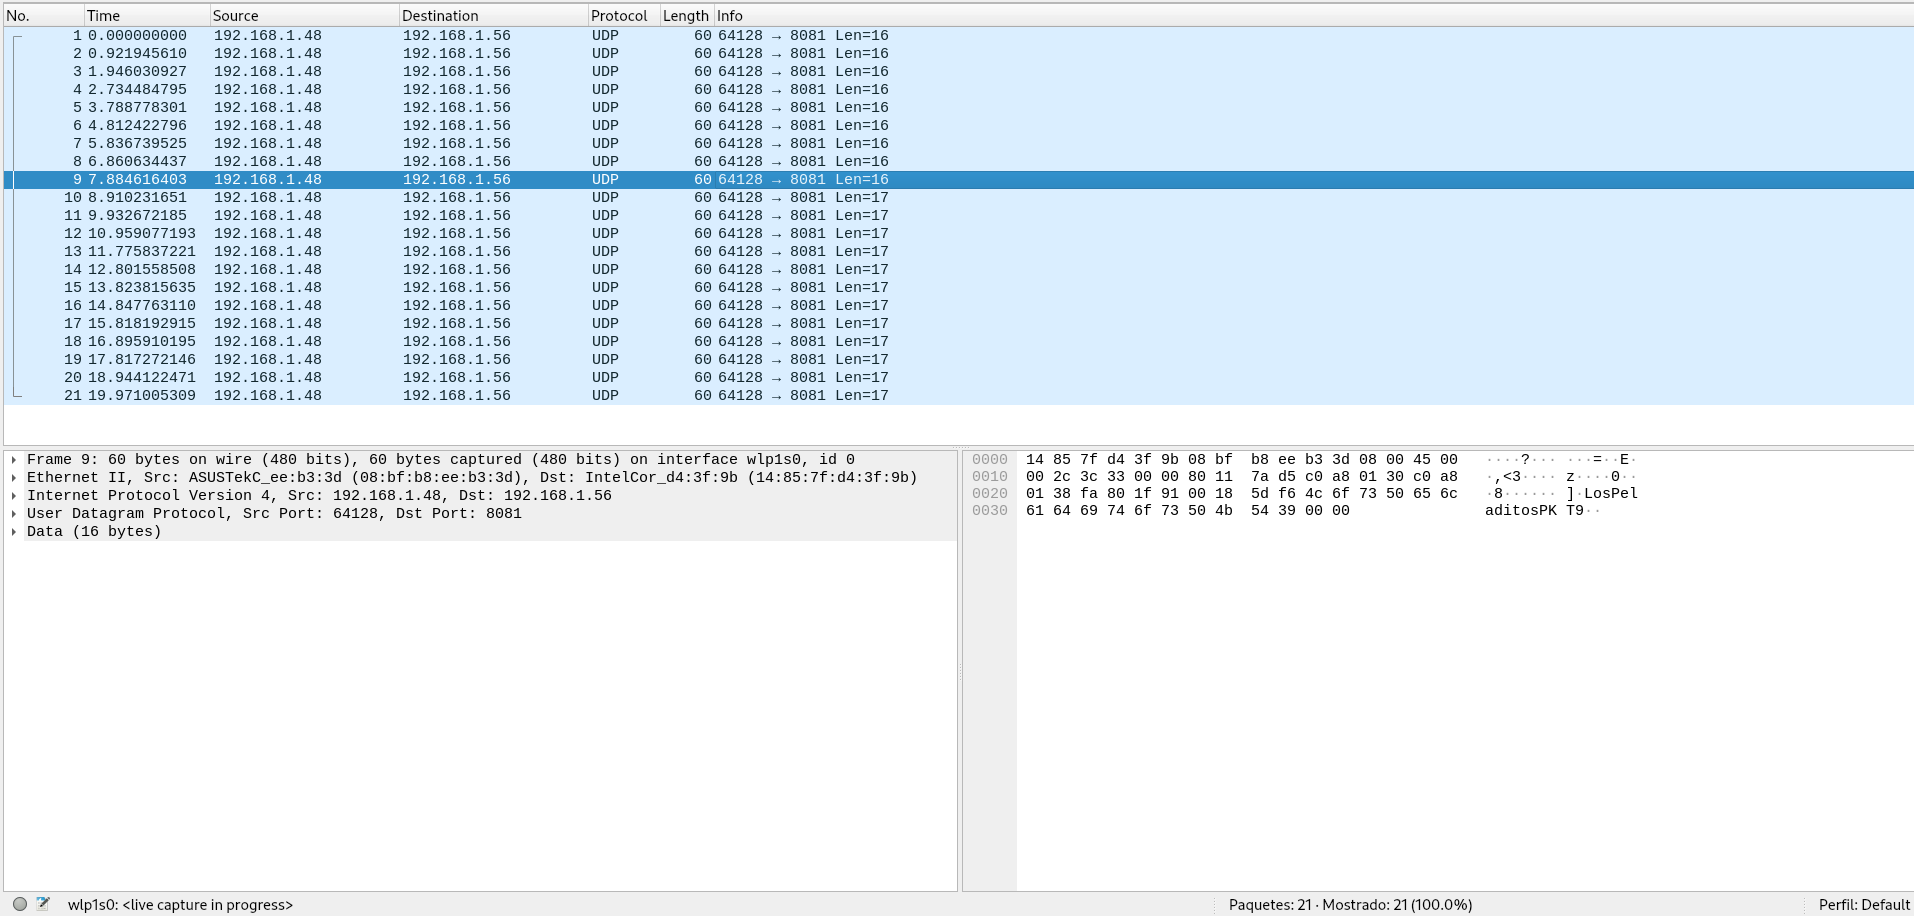 No. Time Source Destination Protocol Length Info
1 0.000000000 192.168.1.48 192.168.1.56 UDP 60 64128 → 8081 Len=16
2 0.921945610 192.168.1.48 192.168.1.56 UDP 60 64128 → 8081 Len=16
3 1.946030927 192.168.1.48 192.168.1.56 UDP 60 64128 → 8081 Len=16
4 2.734484795 192.168.1.48 192.168.1.56 UDP 60 64128 → 8081 Len=16
5 3.788778301 192.168.1.48 192.168.1.56 UDP 60 64128 → 8081 Len=16
6 4.812422796 192.168.1.48 192.168.1.56 UDP 60 64128 → 8081 Len=16
7 5.836739525 192.168.1.48 192.168.1.56 UDP 60 64128 → 8081 Len=16
8 6.860634437 192.168.1.48 192.168.1.56 UDP 60 64128 → 8081 Len=16
9 7.884616403 192.168.1.48 192.168.1.56 UDP 60 64128 → 8081 Len=16
10 8.910231651 192.168.1.48 192.168.1.56 UDP 60 64128 → 8081 Len=17
11 9.932672185 192.168.1.48 192.168.1.56 UDP 60 64128 → 8081 Len=17
12 10.959077193 192.168.1.48 192.168.1.56 UDP 60 64128 → 8081 Len=17
13 11.775837221 192.168.1.48 192.168.1.56 UDP 60 64128 → 8081 Len=17
14 12.801558508 192.168.1.48 192.168.1.56 UDP 60 64128 → 8081 Len=17
15 13.823815635 192.168.1.48 192.168.1.56 UDP 60 64128 → 8081 Len=17
16 14.847763110 192.168.1.48 192.168.1.56 UDP 60 64128 → 8081 Len=17
17 15.818192915 192.168.1.48 192.168.1.56 UDP 60 64128 → 8081 Len=17
18 16.895910195 192.168.1.48 192.168.1.56 UDP 60 64128 → 8081 Len=17
19 17.817272146 192.168.1.48 192.168.1.56 UDP 60 64128 → 8081 Len=17
20 18.944122471 192.168.1.48 192.168.1.56 UDP 60 64128 → 8081 Len=17
21 19.971005309 192.168.1.48 192.168.1.56 UDP 60 64128 → 8081 Len=17
Frame 9: 60 bytes on wire (480 bits), 60 bytes captured (480 bits) on interface wlp1s0, id 0
Ethernet II, Src: ASUSTekC_ee:b3:3d (08:bf:b8:ee:b3:3d), Dst: IntelCor_d4:3f:9b (14:85:7f:d4:3f:9b)
Internet Protocol Version 4, Src: 192.168.1.48, Dst: 192.168.1.56
User Datagram Protocol, Src Port: 64128, Dst Port: 8081
Data (16 bytes)
0000 14 85 7f d4 3f 9b 08 bf b8 ee b3 3d 08 00 45 00 ····?··· ···=··E·
0010 00 2c 3c 33 00 00 80 11 7a d5 c0 a8 01 30 c0 a8 ·,<3···· z····0··
0020 01 38 fa 80 1f 91 00 18 5d f6 4c 6f 73 50 65 6c ·8······ ]·LosPel
0030 61 64 69 74 6f 73 50 4b 54 39 00 00 aditosPK T9··
wlp1s0: <live capture in progress>
Paquetes: 21 · Mostrado: 21 (100.0%)
Perfil: Default